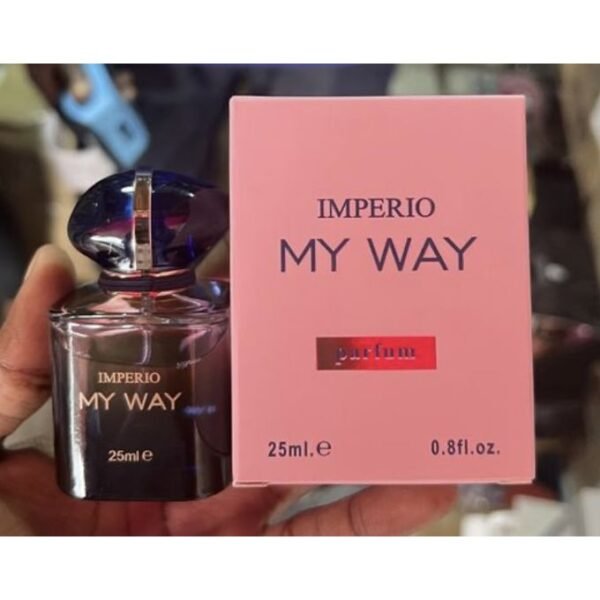 IMPERIO
MY WAY
25ml e
IMPERIO
MY WAY
parfum
25ml.e
0.8fl.oz.